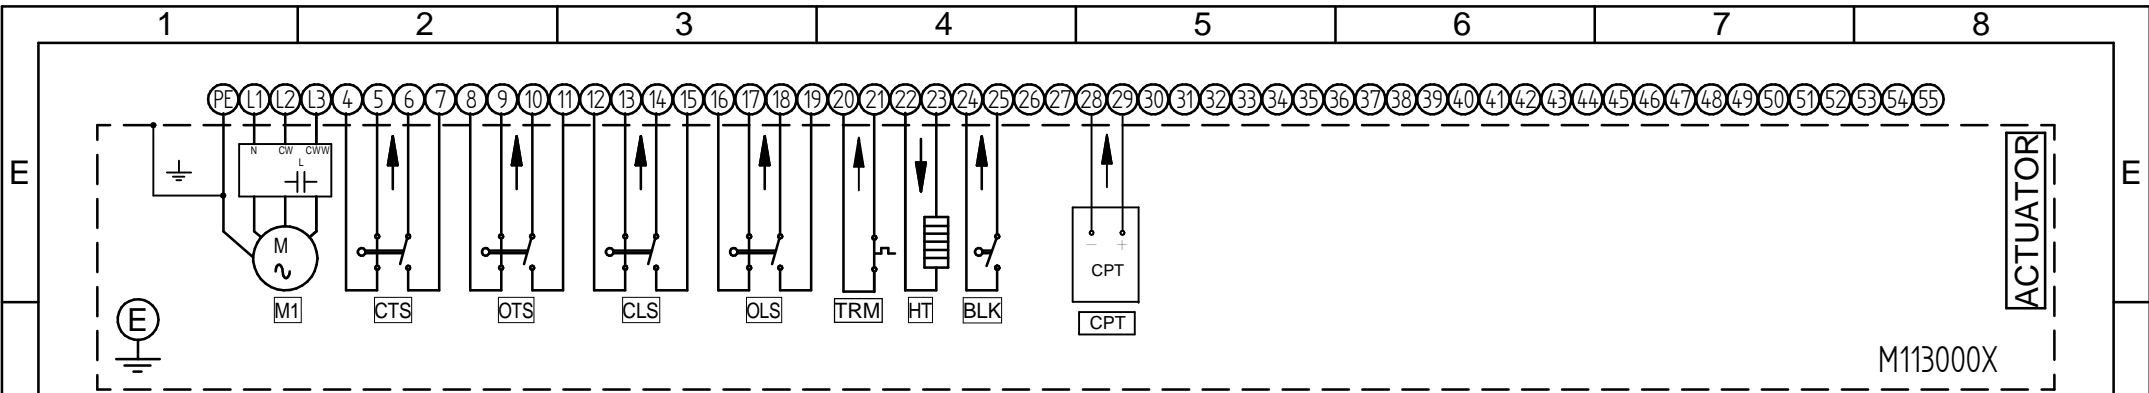 1 2 3 4 5 6 7 8
PE L1 L2 L3 4 5 6 7 8 9 10 11 12 13 14 15 16 17 18 19 20 21 22 23 24 25 26 27 28 29 30 31 32 33 34 35 36 37 38 39 40 41 42 43 44 45 46 47 48 49 50 51 52 53 54 55
N CW CWW
L
E E
ACTUATOR
M
- +
CPT
E
M1 CTS OTS CLS OLS TRM HT BLK
CPT
M113000X